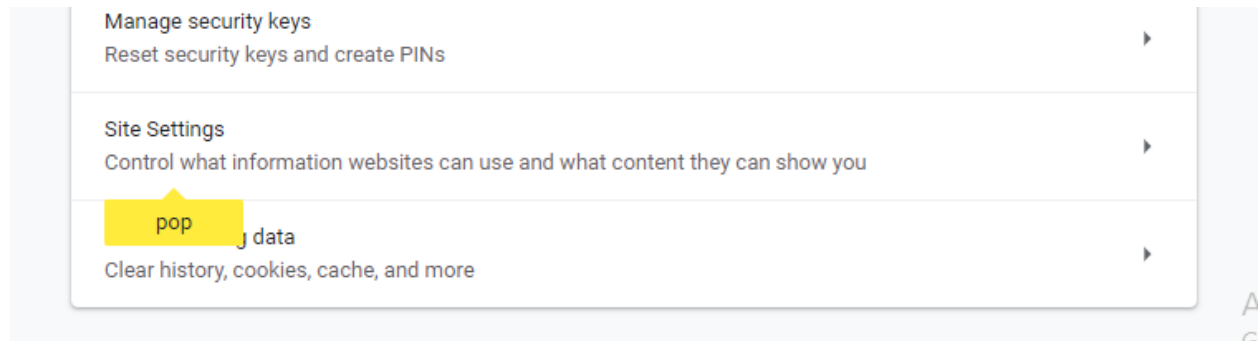 Manage security keys
Reset security keys and create PINs
Site Settings
Control what information websites can use and what content they can show you
pop
data
Clear history, cookies, cache, and more